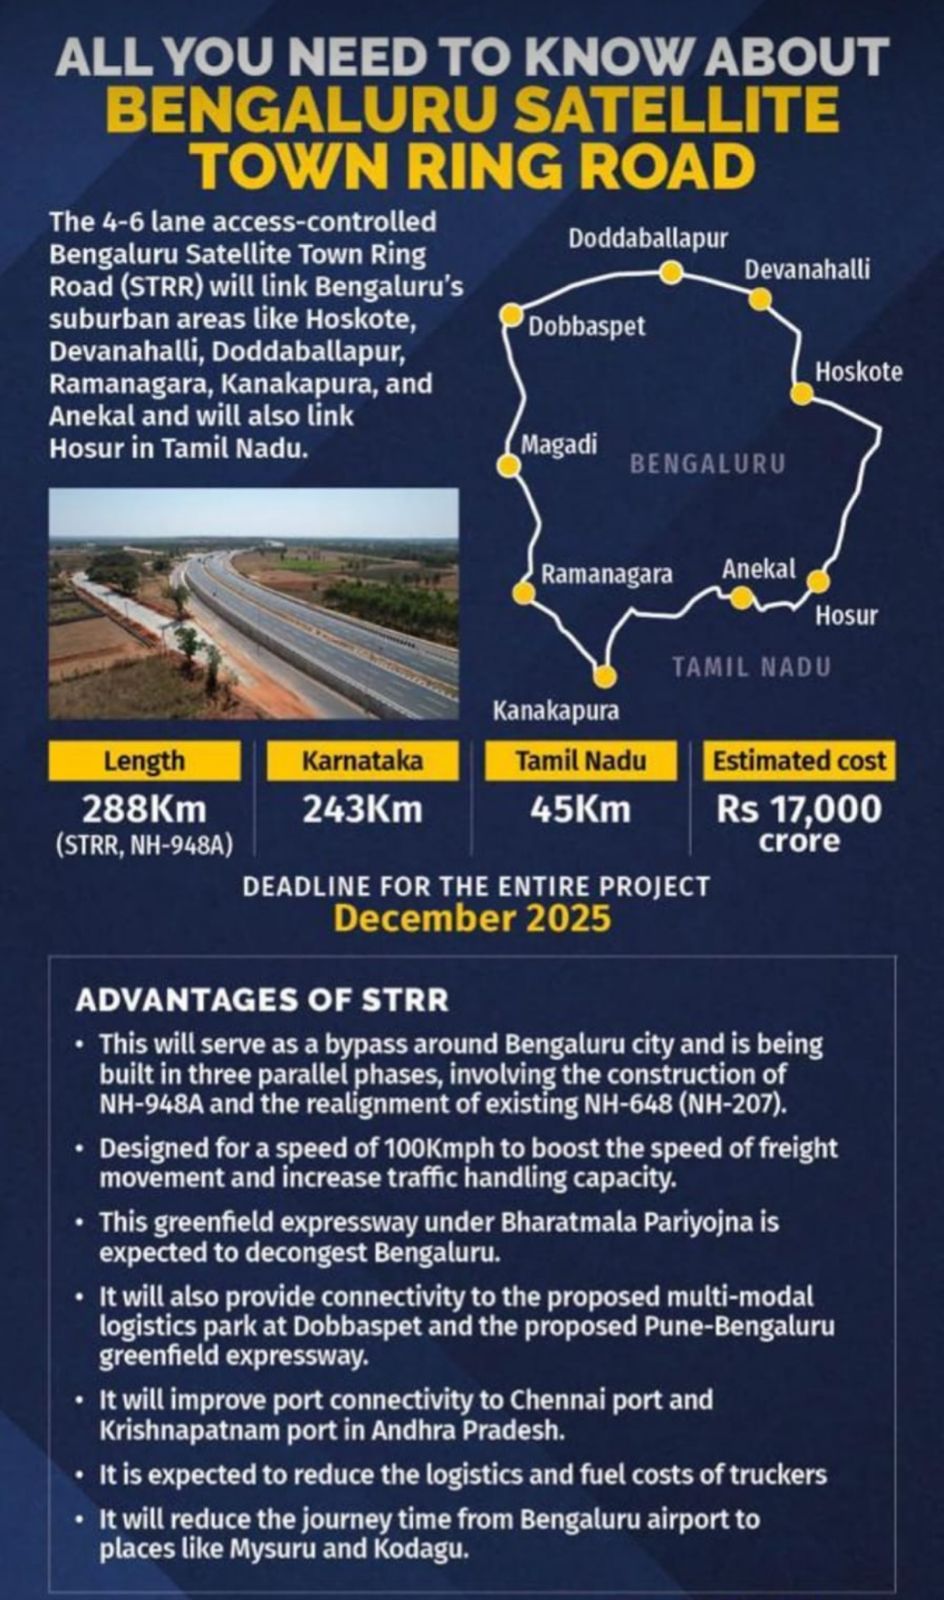 ALL YOU NEED TO KNOW ABOUT
BENGALURU SATELLITE
TOWN RING ROAD
The 4-6 lane access-controlled
Bengaluru Satellite Town Ring
Road (STRR) will link Bengaluru's
suburban areas like Hoskote,
Devanahalli, Doddaballapur,
Ramanagara, Kanakapura, and
Anekal and will also link
Hosur in Tamil Nadu.
Doddaballapur
Devanahalli
Dobbaspet
Hoskote
Magadi
BENGALURU
Ramanagara
Anekal
Hosur
TAMIL NADU
Kanakapura
Length
288Km
(STRR, NH-948A)
Karnataka
243Km
Tamil Nadu
45Km
Estimated cost
Rs 17,000
crore
DEADLINE FOR THE ENTIRE PROJECT
December 2025
ADVANTAGES OF STRR
• This will serve as a bypass around Bengaluru city and is being
built in three parallel phases, involving the construction of
NH-948A and the realignment of existing NH-648 (NH-207).
• Designed for a speed of 100Kmph to boost the speed of freight
movement and increase traffic handling capacity.
• This greenfield expressway under Bharatmala Pariyojna is
expected to decongest Bengaluru.
• It will also provide connectivity to the proposed multi-modal
logistics park at Dobbaspet and the proposed Pune-Bengaluru
greenfield expressway.
• It will improve port connectivity to Chennai port and
Krishnapatnam port in Andhra Pradesh.
• It is expected to reduce the logistics and fuel costs of truckers
• It will reduce the journey time from Bengaluru airport to
places like Mysuru and Kodagu.